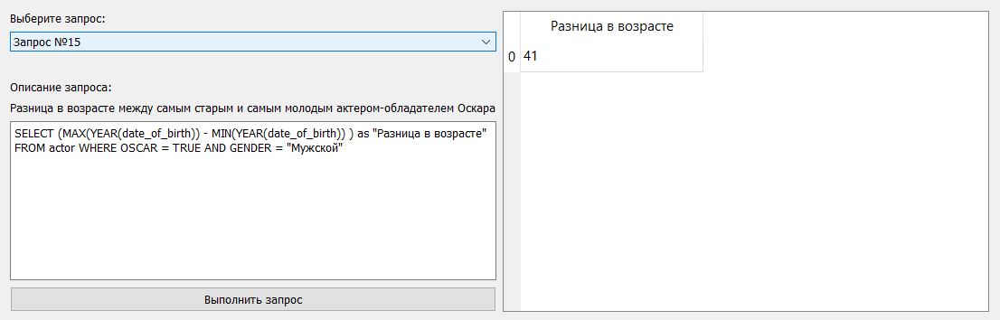 Выберите запрос:
Запрос №15
Описание запроса:
Разница в возрасте между самым старым и самым молодым актером-обладателем Оскара
SELECT (MAX(YEAR(date_of_birth)) - MIN(YEAR(date_of_birth)) ) as "Разница в возрасте"
FROM actor WHERE OSCAR = TRUE AND GENDER = "Мужской"
Выполнить запрос
Разница в возрасте
0 41